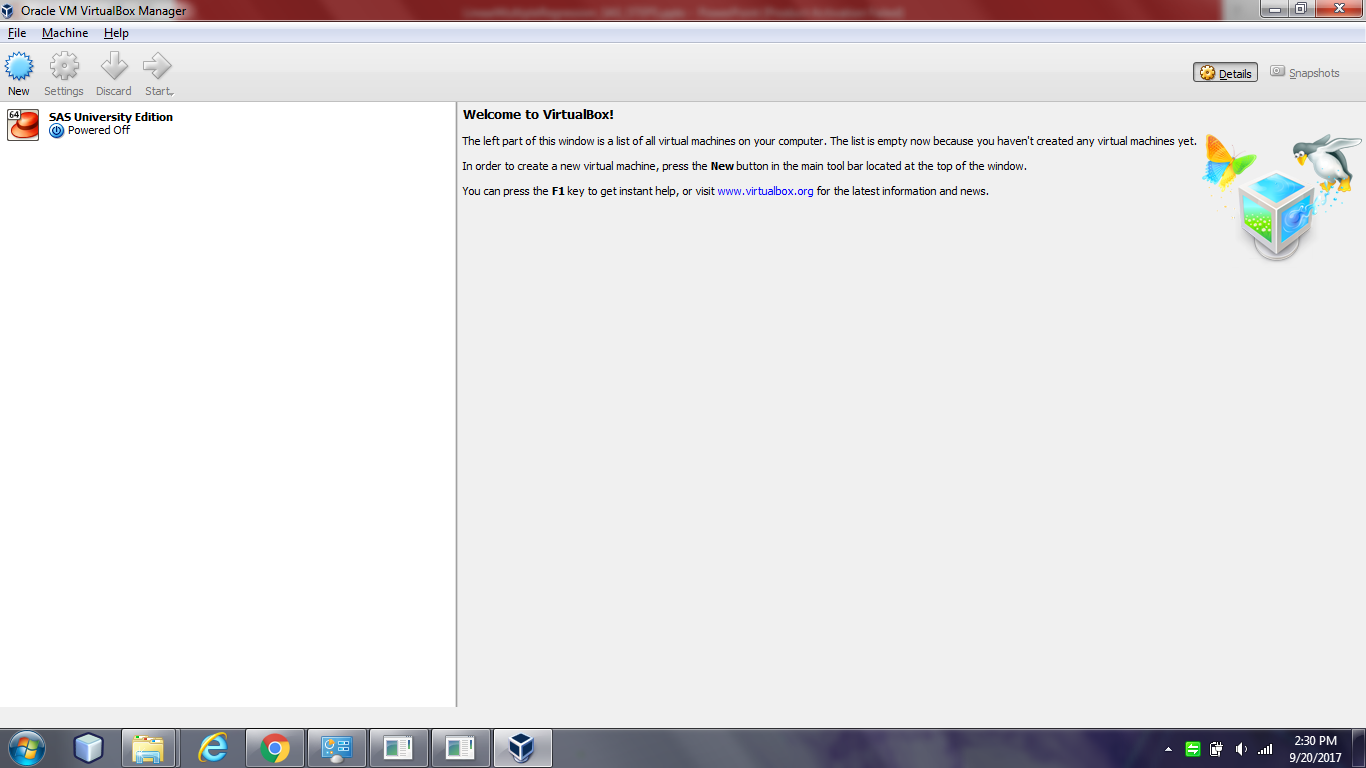 Oracle VM VirtualBox Manager
File Machine Help
New Settings Discard Start
Details Snapshots
64
SAS University Edition
Powered Off
Welcome to VirtualBox!
The left part of this window is a list of all virtual machines on your computer. The list is empty now because you haven't created any virtual machines yet.
In order to create a new virtual machine, press the New button in the main tool bar located at the top of the window.
You can press the F1 key to get instant help, or visit www.virtualbox.org for the latest information and news.
2:30 PM
9/20/2017